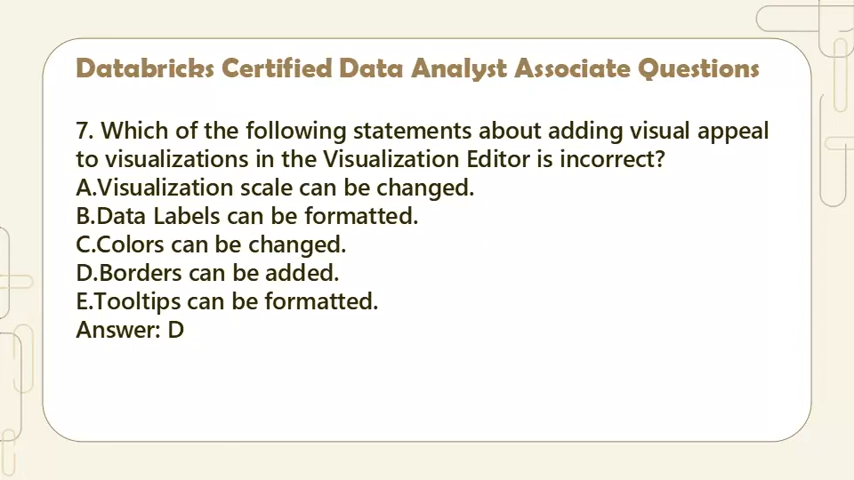 Databricks Certified Data Analyst Associate Questions
7. Which of the following statements about adding visual appeal
to visualizations in the Visualization Editor is incorrect?
A.Visualization scale can be changed.
B.Data Labels can be formatted.
C.Colors can be changed.
D.Borders can be added.
E.Tooltips can be formatted.
Answer: D